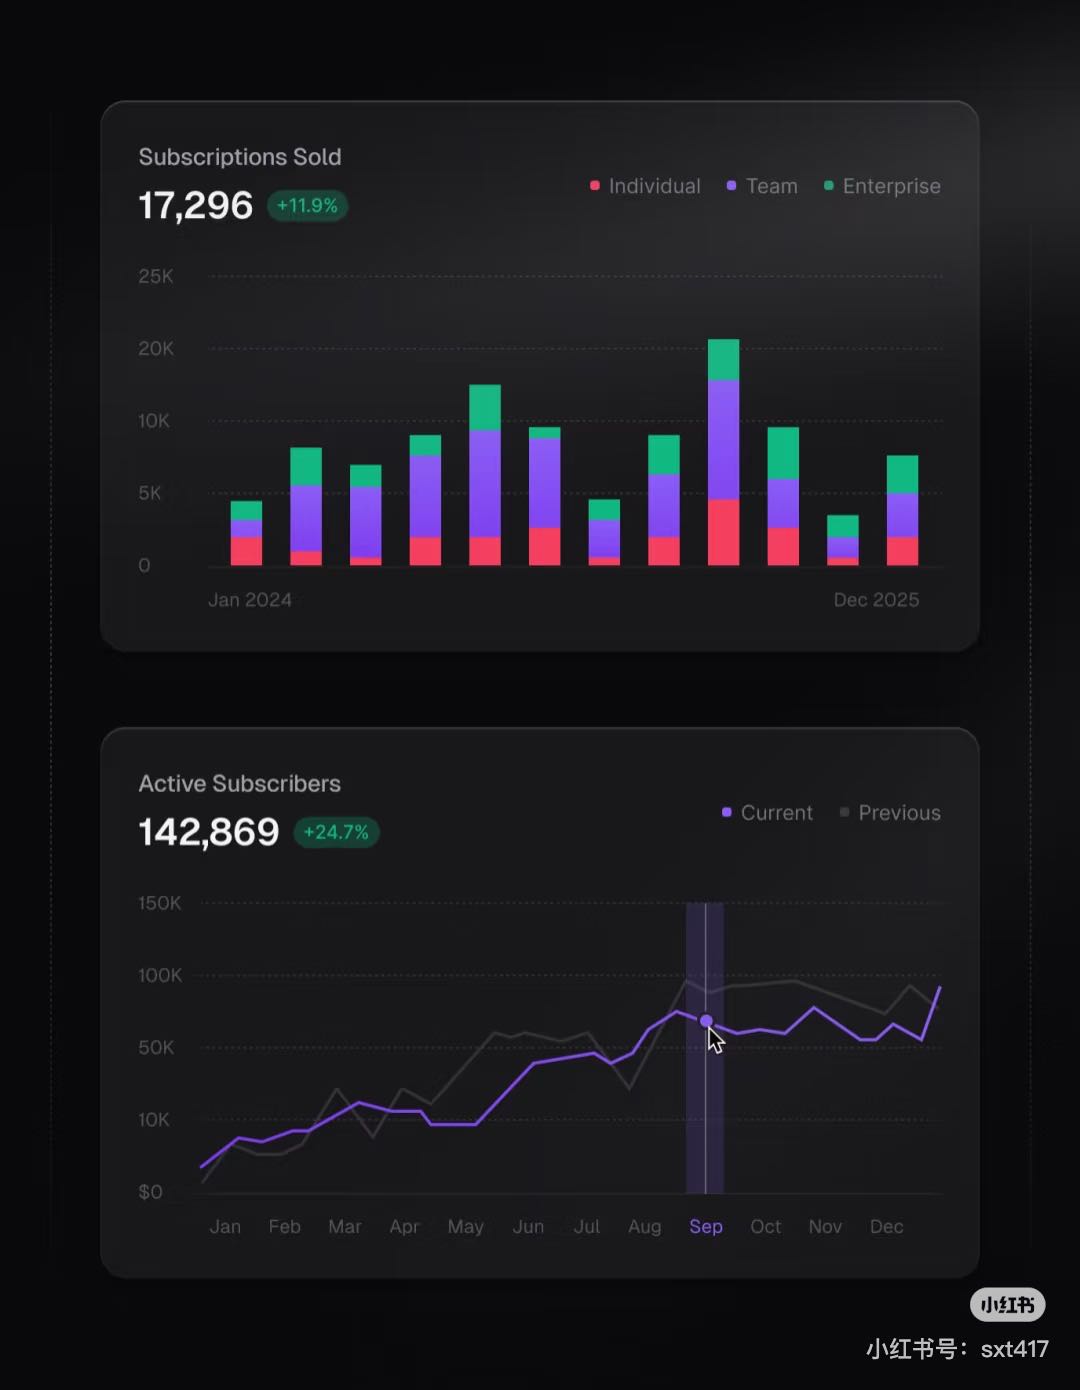 Subscriptions Sold
17,296 +11.9%
Individual Team Enterprise
25K
20K
10K
5K
0
Jan 2024 Dec 2025
Active Subscribers
142,869 +24.7%
Current Previous
150K
100K
50K
10K
$0
Jan Feb Mar Apr May Jun Jul Aug Sep Oct Nov Dec
小红书
小红书号：sxt417